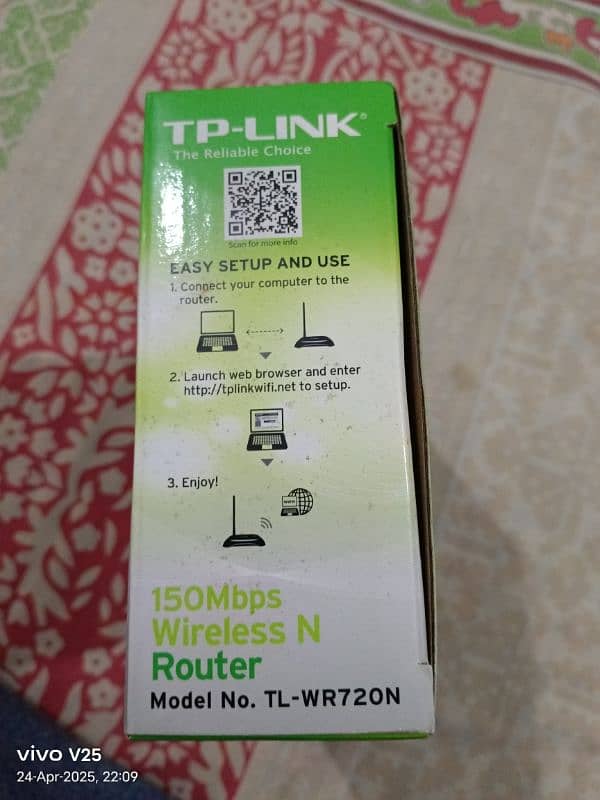 TP-LINK®
The Reliable Choice
Scan for more info
EASY SETUP AND USE
1. Connect your computer to the
router.
2. Launch web browser and enter
http://tplinkwifi.net to setup.
3. Enjoy!
150Mbps
Wireless N
Router
Model No. TL-WR720N
vivo V25
24-Apr-2025, 22:09